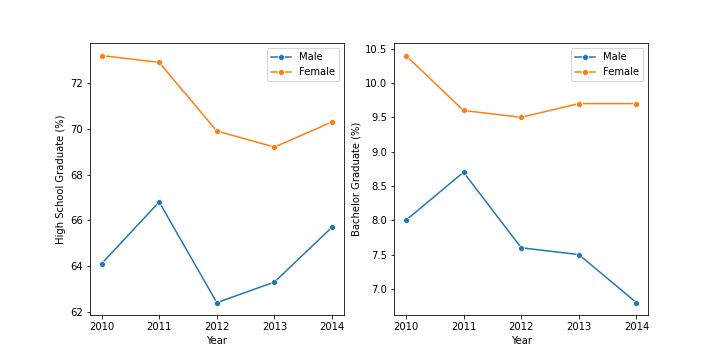 High School Graduate (%)
72
70
68
66
64
62
2010 2011 2012 2013 2014
Year
Male
Female
Bachelor Graduate (%)
10.5
10.0
9.5
9.0
8.5
8.0
7.5
7.0
2010 2011 2012 2013 2014
Year
Male
Female